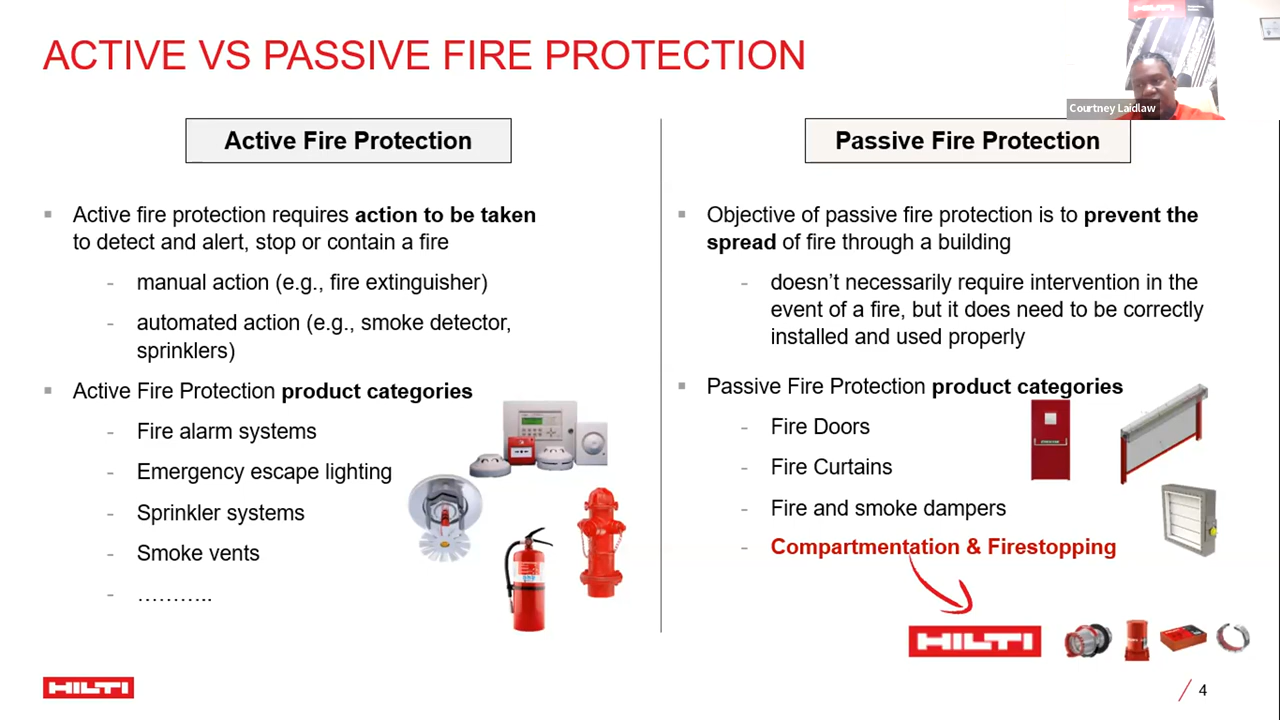 HILTI
ACTIVE VS PASSIVE FIRE PROTECTION
Courtney Laidlaw
Active Fire Protection
Active fire protection requires action to be taken
to detect and alert, stop or contain a fire
- manual action (e.g., fire extinguisher)
- automated action (e.g., smoke detector,
sprinklers)
Active Fire Protection product categories
- Fire alarm systems
- Emergency escape lighting
- Sprinkler systems
- Smoke vents
- ………..
Passive Fire Protection
Objective of passive fire protection is to prevent the
spread of fire through a building
- doesn’t necessarily require intervention in the
event of a fire, but it does need to be correctly
installed and used properly
Passive Fire Protection product categories
- Fire Doors
- Fire Curtains
- Fire and smoke dampers
- Compartmentation & Firestopping
HILTI
HILTI
4